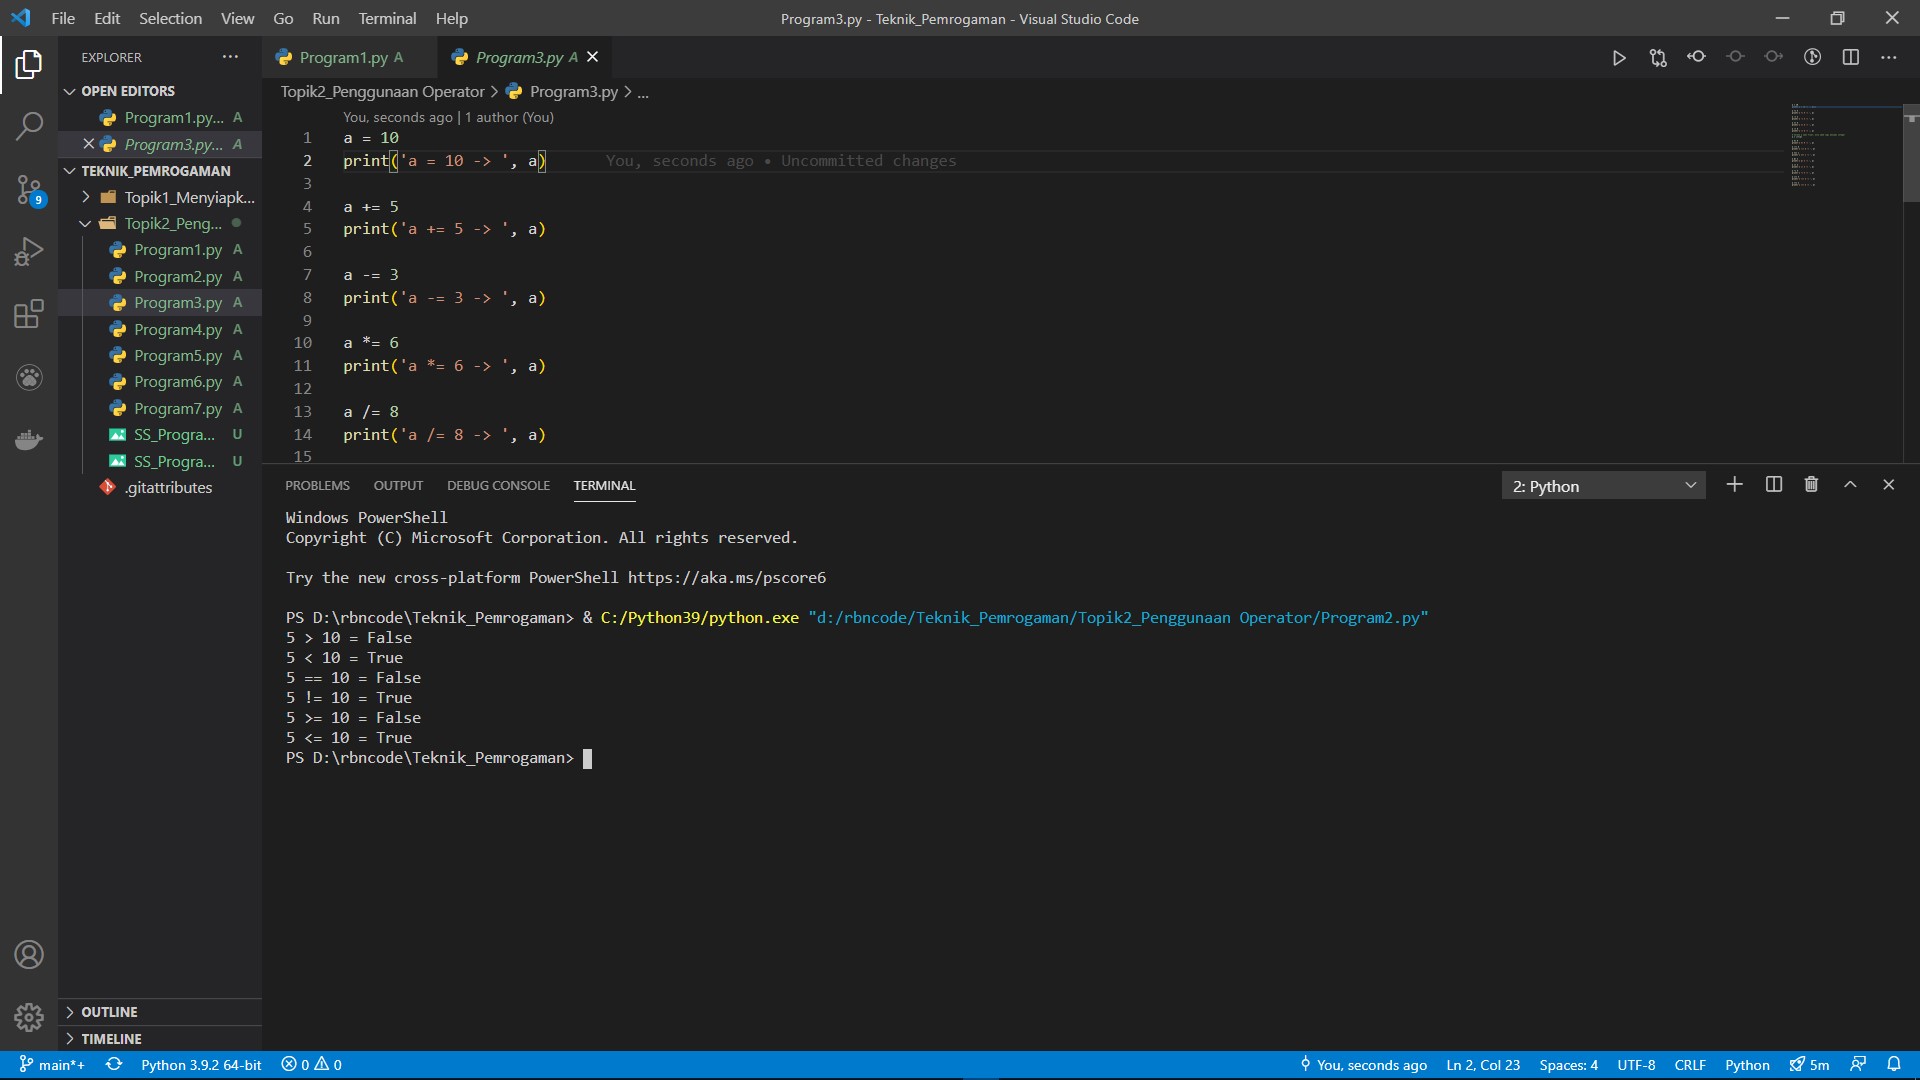 File Edit Selection View Go Run Terminal Help
Program3.py - Teknik_Pemrogaman - Visual Studio Code
EXPLORER
OPEN EDITORS
Program1.py... A
Program3.py... A
TEKNIK_PEMROGAMAN
Topik1_Menyiapk...
Topik2_Peng...
Program1.py A
Program2.py A
Program3.py A
Program4.py A
Program5.py A
Program6.py A
Program7.py A
SS_Progra... U
SS_Progra... U
.gitattributes
OUTLINE
TIMELINE
9
Program1.py A
Program3.py A
Topik2_Penggunaan Operator > Program3.py > ...
You, seconds ago | 1 author (You)
1 a = 10
2 print('a = 10 -> ', a) You, seconds ago • Uncommitted changes
3
4 a += 5
5 print('a += 5 -> ', a)
6
7 a -= 3
8 print('a -= 3 -> ', a)
9
10 a *= 6
11 print('a *= 6 -> ', a)
12
13 a /= 8
14 print('a /= 8 -> ', a)
15
PROBLEMS OUTPUT DEBUG CONSOLE TERMINAL
2: Python
Windows PowerShell
Copyright (C) Microsoft Corporation. All rights reserved.
Try the new cross-platform PowerShell https://aka.ms/pscore6
PS D:\rbncode\Teknik_Pemrogaman> & C:/Python39/python.exe "d:/rbncode/Teknik_Pemrogaman/Topik2_Penggunaan Operator/Program2.py"
5 > 10 = False
5 < 10 = True
5 == 10 = False
5 != 10 = True
5 >= 10 = False
5 <= 10 = True
PS D:\rbncode\Teknik_Pemrogaman>
main*+ Python 3.9.2 64-bit 0 0
You, seconds ago Ln 2, Col 23 Spaces: 4 UTF-8 CRLF Python 5m